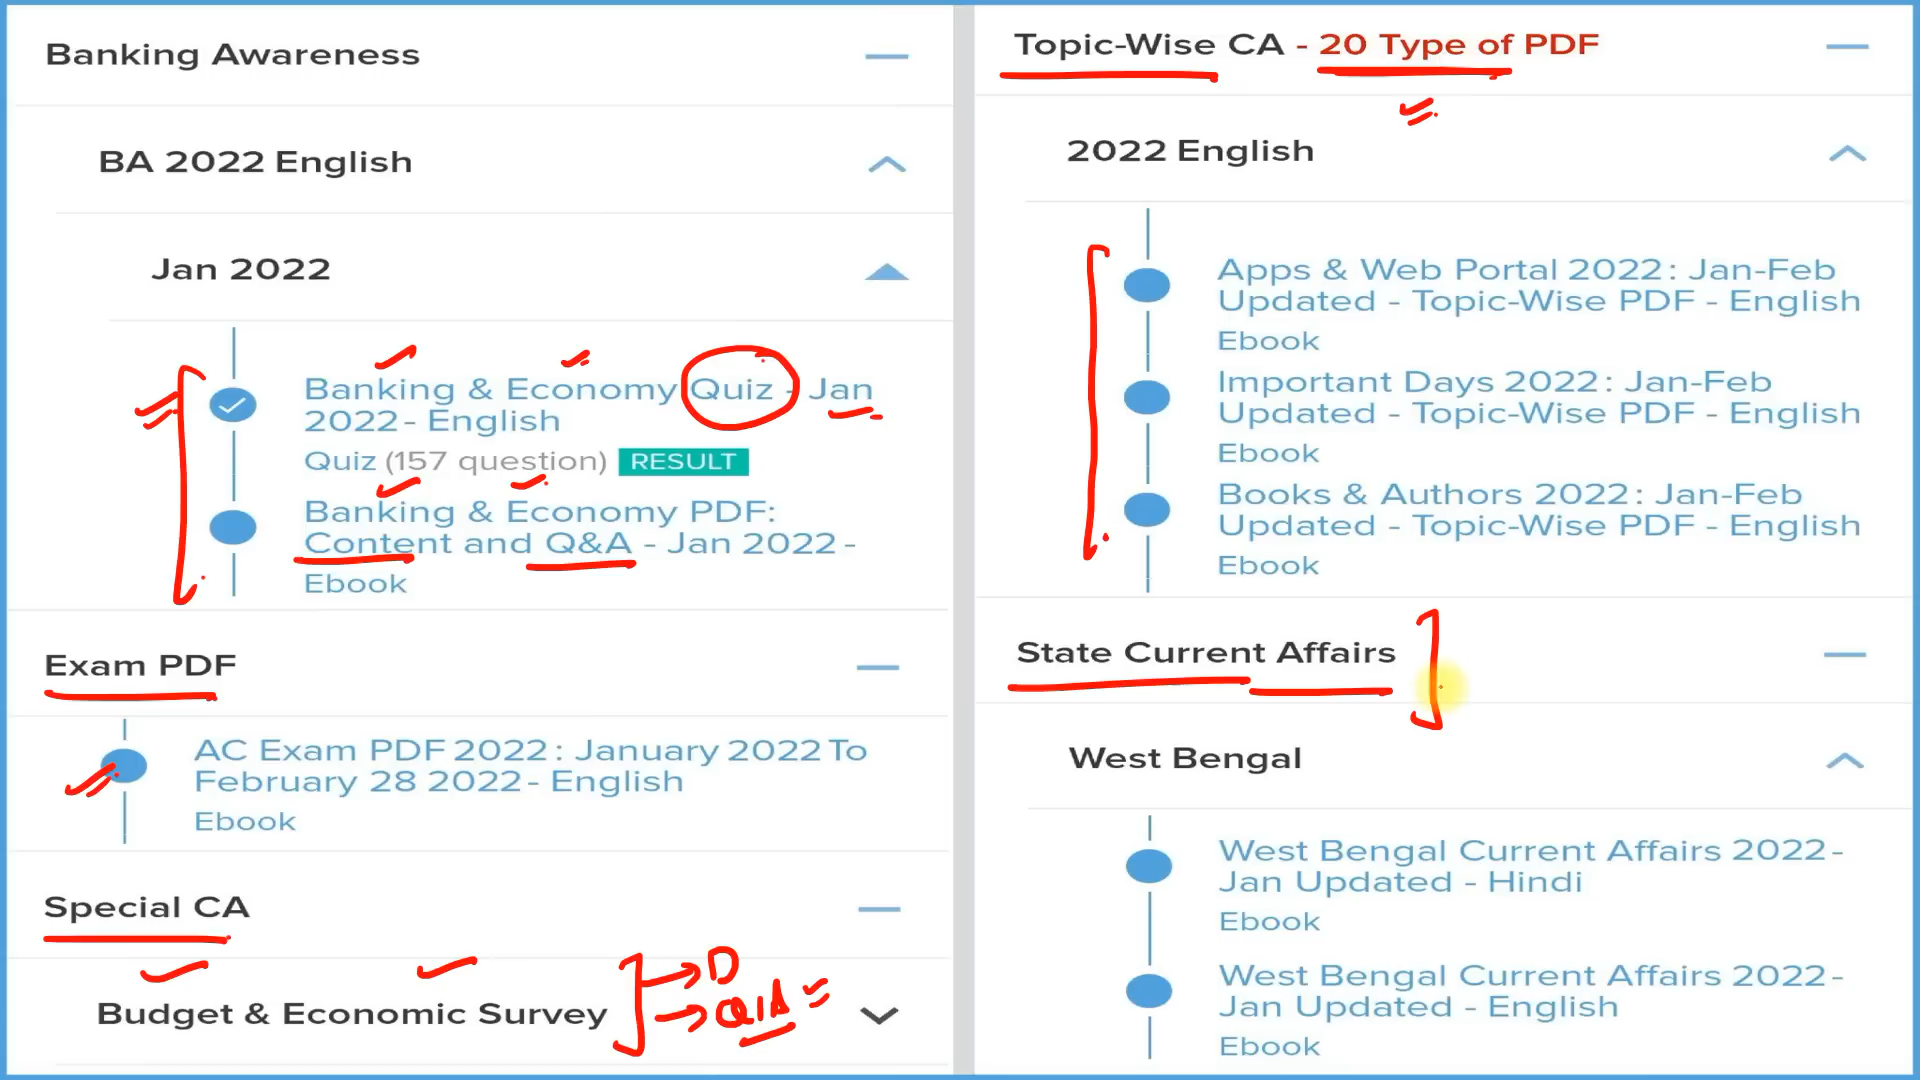 Banking Awareness
BA 2022 English
Jan 2022
Banking & Economy Quiz - Jan
2022- English
Quiz (157 question) RESULT
Banking & Economy PDF:
Content and Q&A - Jan 2022 -
Ebook
Exam PDF
AC Exam PDF 2022 : January 2022 To
February 28 2022- English
Ebook
Special CA
D
Budget & Economic Survey
Topic-Wise CA - 20 Type of PDF
2022 English
Apps & Web Portal 2022 : Jan-Feb
Updated - Topic-Wise PDF - English
Ebook
Important Days 2022 : Jan-Feb
Updated - Topic-Wise PDF - English
Ebook
Books & Authors 2022 : Jan-Feb
Updated - Topic-Wise PDF - English
Ebook
State Current Affairs
West Bengal
West Bengal Current Affairs 2022-
Jan Updated - Hindi
Ebook
West Bengal Current Affairs 2022-
Jan Updated - English
Ebook